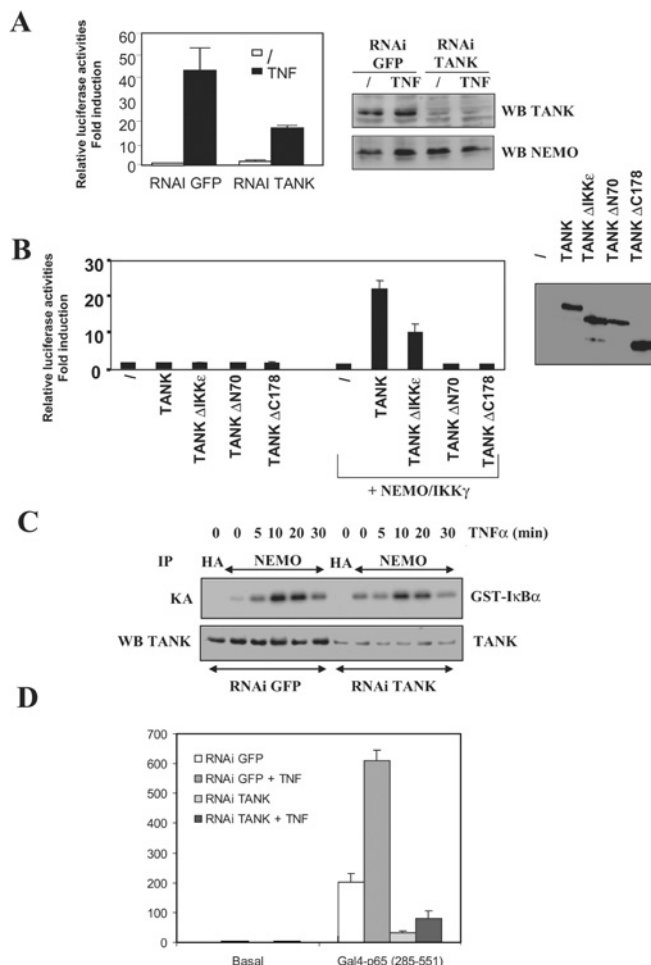 A
Relative luciferase activities
Fold induction
60
50
40
30
20
10
0
/
TNF
RNAI GFP
RNAI TANK
RNAi GFP
RNAi TANK
/ TNF / TNF
WB TANK
WB NEMO
B
Relative luciferase activities
Fold induction
30
20
10
0
/
TANK
TANK ΔIKKε
TANK ΔN70
TANK ΔC178
/
TANK
TANK ΔIKKε
TANK ΔN70
TANK ΔC178
+ NEMO/IKKγ
/
TANK
TANK ΔIKKε
TANK ΔN70
TANK ΔC178
C
0 0 5 10 20 30 0 0 5 10 20 30 TNFα (min)
IP HA NEMO HA NEMO
KA GST-IκBα
WB TANK TANK
RNAi GFP RNAi TANK
D
700
600
500
400
300
200
100
0
RNAi GFP
RNAi GFP + TNF
RNAi TANK
RNAi TANK + TNF
Basal
Gal4-p65 (285-551)